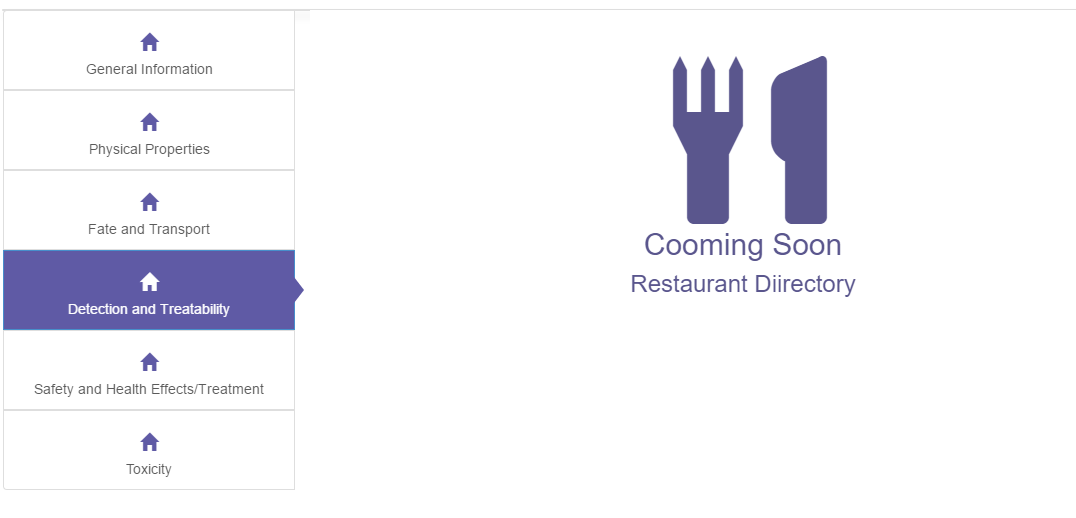 General Information
Physical Properties
Fate and Transport
Detection and Treatability
Safety and Health Effects/Treatment
Toxicity
Cooming Soon
Restaurant Diirectory